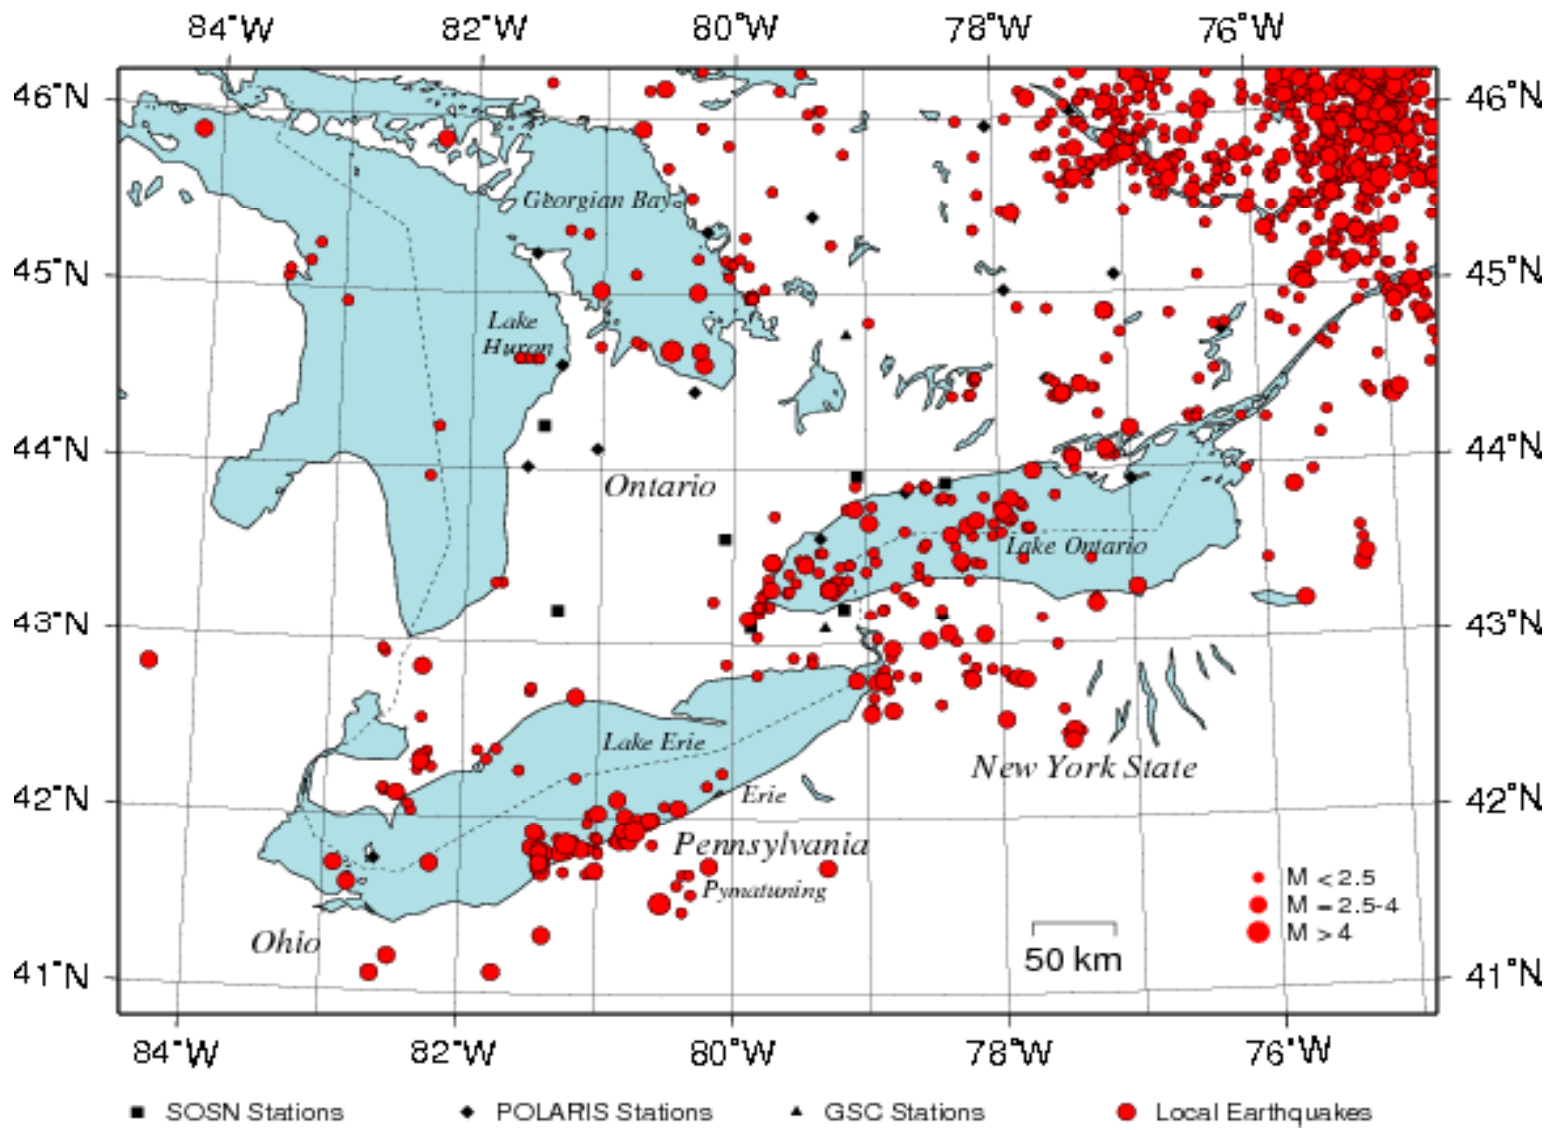 84°W 82°W 80°W 78°W 76°W
46°N 46°N
Georgian Bay
45°N 45°N
Lake
Huron
44°N 44°N
Ontario
Lake Ontario
43°N 43°N
Lake Erie
New York State
42°N 42°N
Erie
Pennsylvania
Pymatuning
M < 2.5
M = 2.5-4
M > 4
Ohio
50 km
41°N 41°N
84°W 82°W 80°W 78°W 76°W
SOSN Stations POLARIS Stations GSC Stations Local Earthquakes